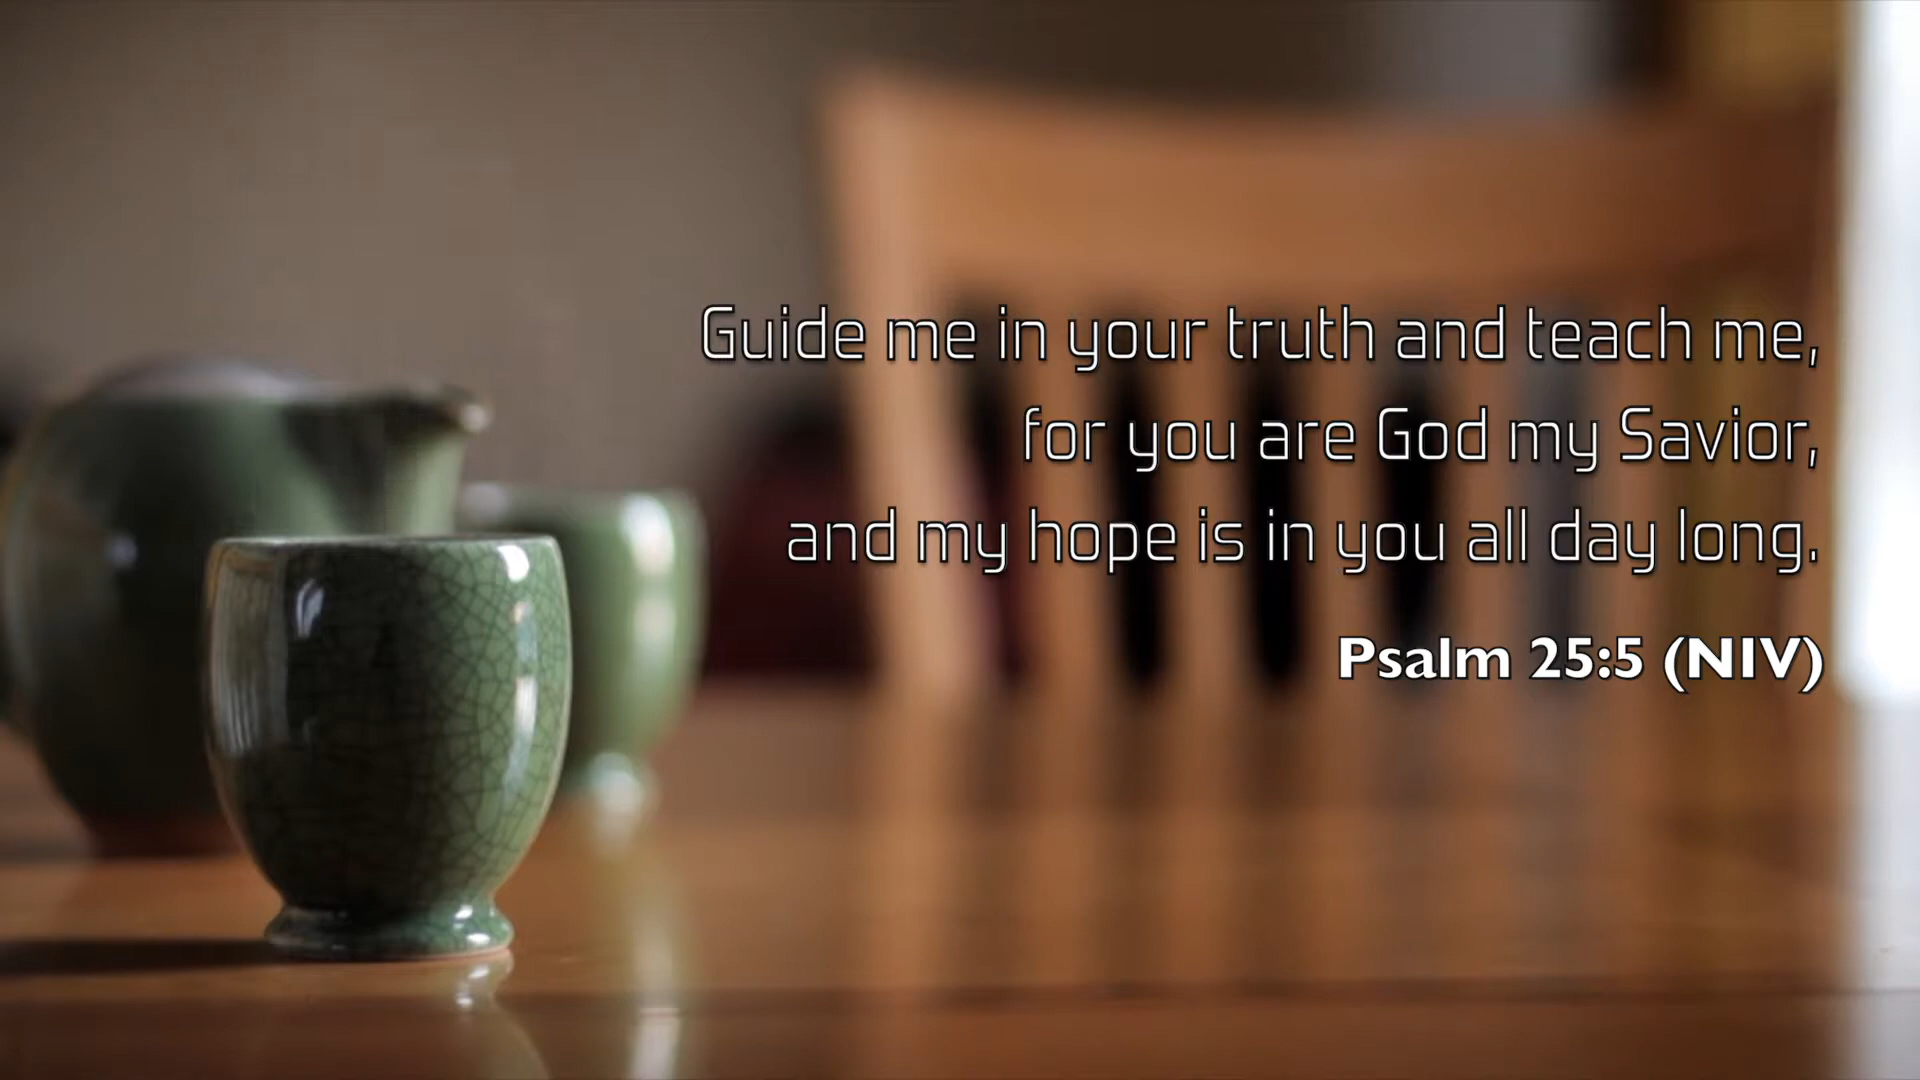 Guide me in your truth and teach me,
for you are God my Savior,
and my hope is in you all day long.
Psalm 25:5 (NIV)